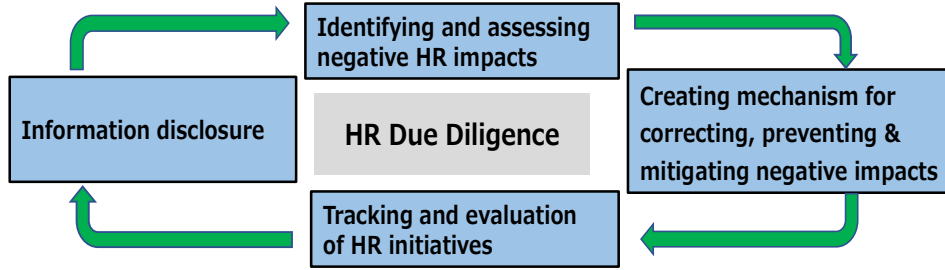 Identifying and assessing
negative HR impacts
Creating mechanism for
correcting, preventing &
mitigating negative impacts
Information disclosure
HR Due Diligence
Tracking and evaluation
of HR initiatives